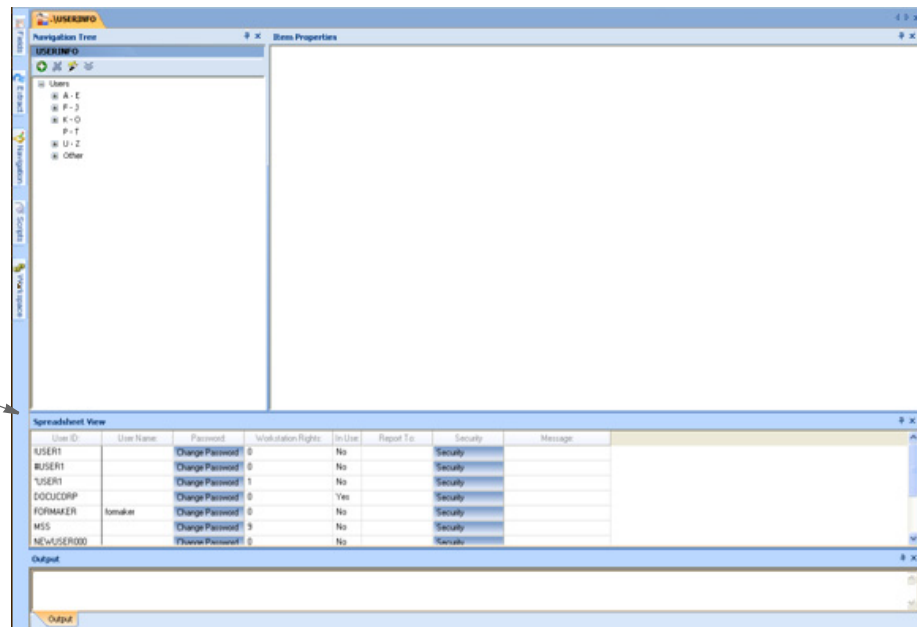 .\USERINFO
Navigation Tree
Item Properties
USERINFO
Users
A - E
F - J
K - O
P - T
U - Z
Other
Fields
Extract
Navigation
Scripts
Workspace
Spreadsheet View
User ID: User Name: Password: Workstation Rights: In Use: Report To: Security Message:
!USER1 Change Password 0 No Security
#USER1 Change Password 0 No Security
*USER1 Change Password 1 No Security
DOCUCORP Change Password 0 Yes Security
FORMAKER formaker Change Password 0 No Security
MSS Change Password 9 No Security
NEWUSER000 Change Password 0 No Security
Output
Output